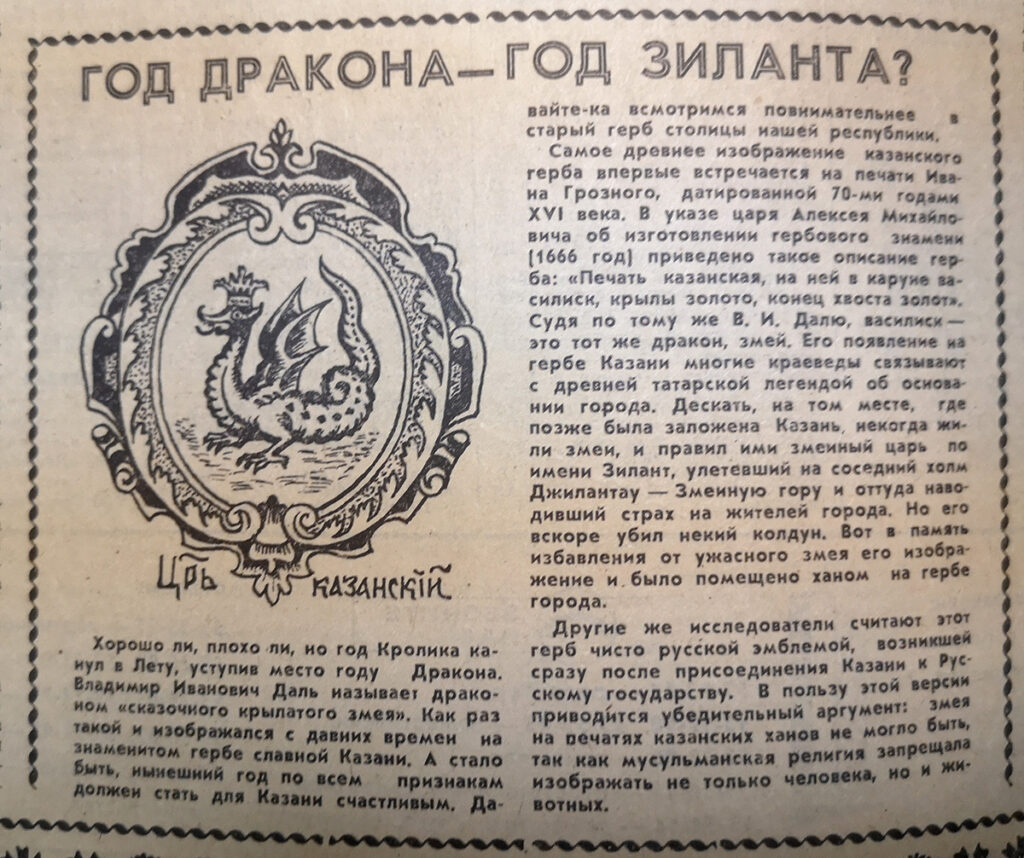 ГОД ДРАКОНА—ГОД ЗИЛАНТА?
ЦРЬ КАЗАНСКIЙ
Хорошо ли, плохо ли, но год Кролика ка-
нул в Лету, уступив место году Дракона.
Владимир Иванович Даль называет драко-
ном «сказочного крылатого змея». Как раз
такой и изображался с давних времен на
знаменитом гербе славной Казани. А стало
быть, нынешний год по всем признакам
должен стать для Казани счастливым. Да-
вайте-ка всмотримся повнимательнее в
старый герб столицы нашей республики.
Самое древнее изображение казанского
герба впервые встречается на печати Ива-
на Грозного, датированной 70-ми годами
XVI века. В указе царя Алексея Михайло-
вича об изготовлении гербового знамени
(1666 год) приведено такое описание гер-
ба: «Печать казанская, на ней в каруне ва-
силиск, крылы золото, конец хвоста золот».
Судя по тому же В. И. Далю, василиск —
это тот же дракон, змей. Его появление на
гербе Казани многие краеведы связывают
с древней татарской легендой об основа-
нии города. Дескать, на том месте, где
позже была заложена Казань, некогда жи-
ли змеи, и правил ими змеиный царь по
имени Зилант, улетевший на соседний холм
Джилантау — Змеиную гору и оттуда наво-
дивший страх на жителей города. Но его
вскоре убил некий колдун. Вот в память
избавления от ужасного змея его изобра-
жение и было помещено ханом на гербе
города.
Другие же исследователи считают этот
герб чисто русской эмблемой, возникшей
сразу после присоединения Казани к Рус-
скому государству. В пользу этой версии
приводится убедительный аргумент: змея
на печатях казанских ханов не могло быть,
так как мусульманская религия запрещала
изображать не только человека, но и жи-
вотных.